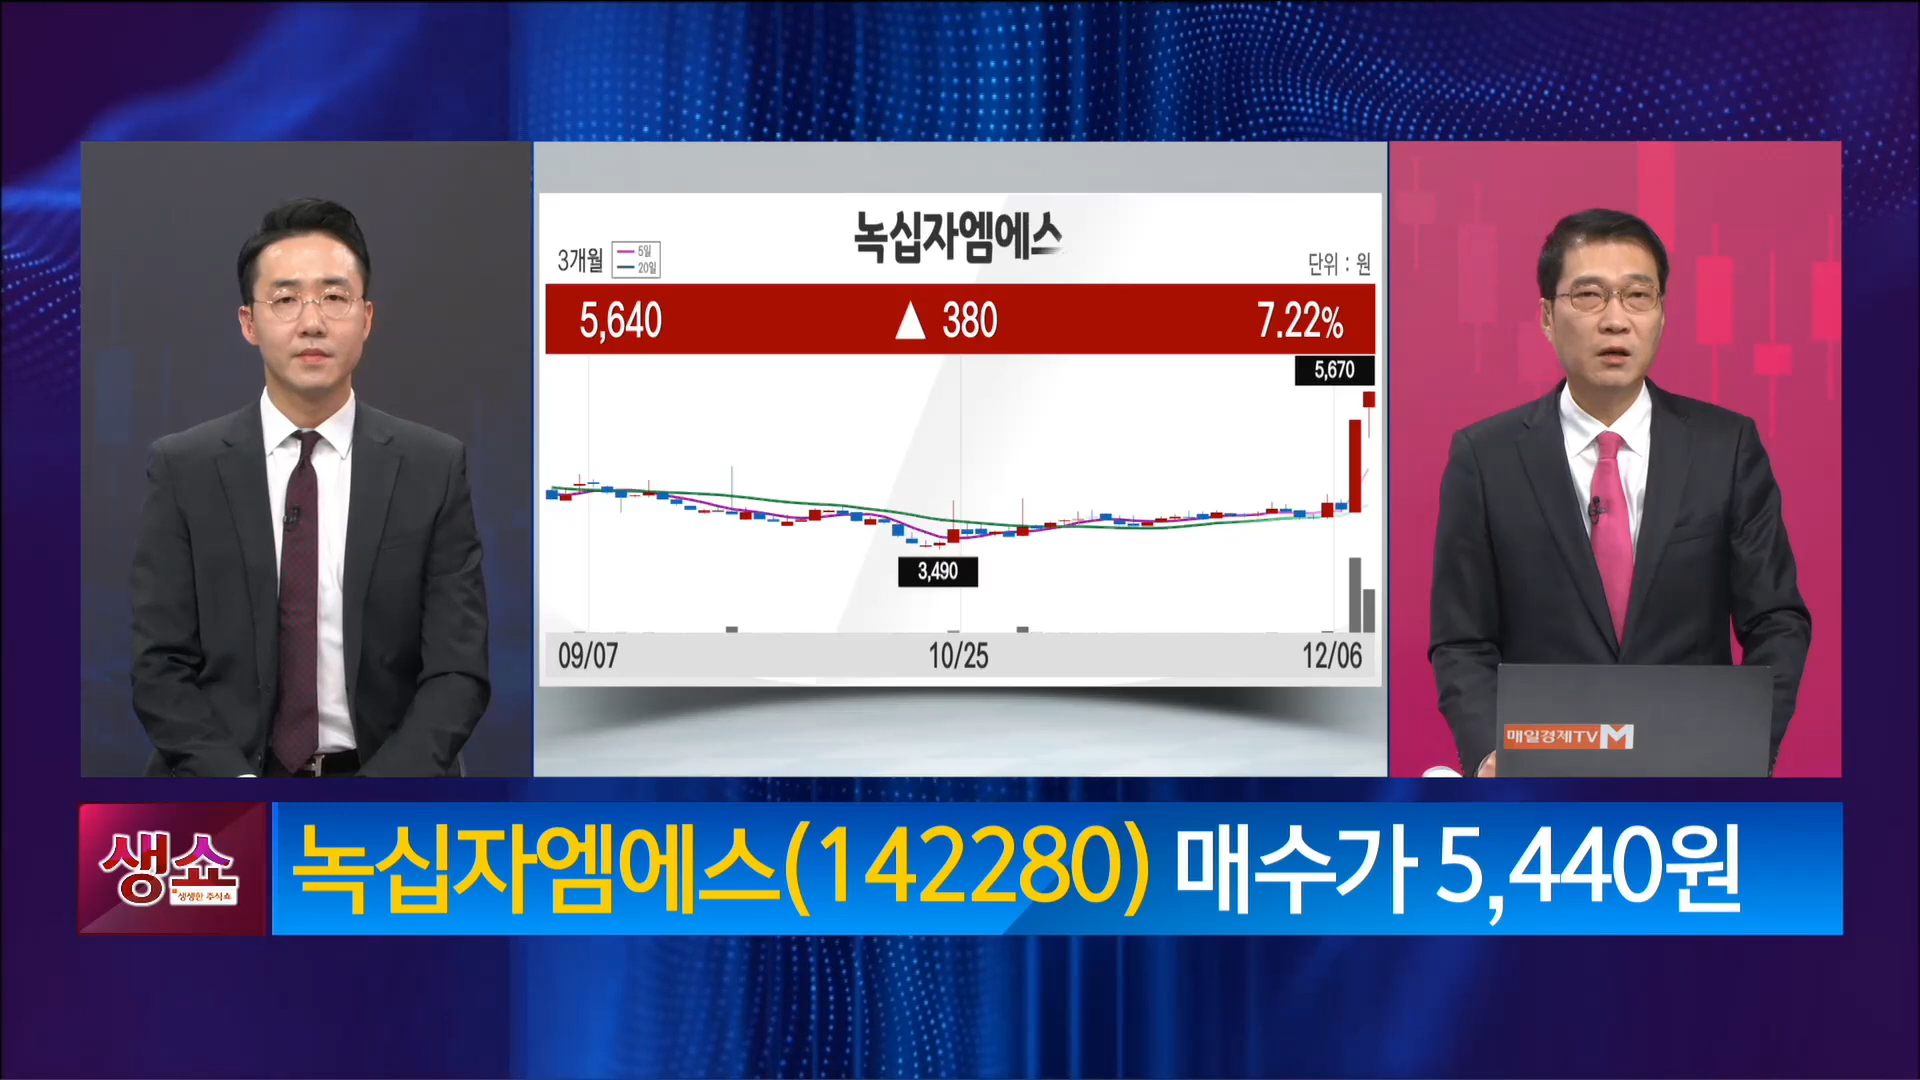 녹십자엠에스
3개월
5일
20일
단위 : 원
5,640 ▲ 380 7.22%
5,670
3,490
09/07 10/25 12/06
매일경제TV M
생쇼
생생한 주식쇼
녹십자엠에스(142280) 매수가 5,440원